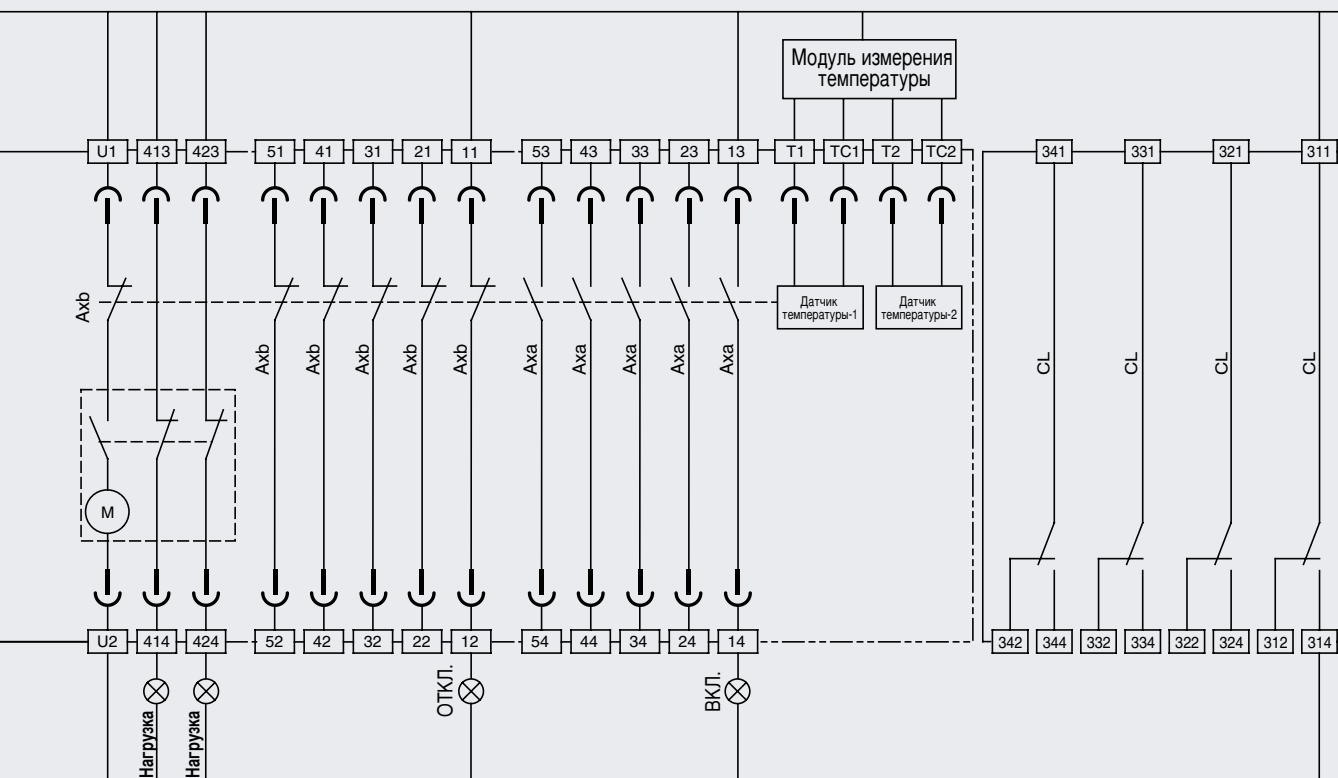 Модуль измерения
температуры
U1 413 423 51 41 31 21 11 53 43 33 23 13 T1 TC1 T2 TC2 341 331 321 311
Axb
Датчик
температуры-1
Датчик
температуры-2
Axb Axb Axb Axb Axb Axa Axa Axa Axa Axa CL CL CL CL
M
U2 414 424 52 42 32 22 12 54 44 34 24 14 342 344 332 334 322 324 312 314
ОТКЛ.
ВКЛ.
Нагрузка
Нагрузка